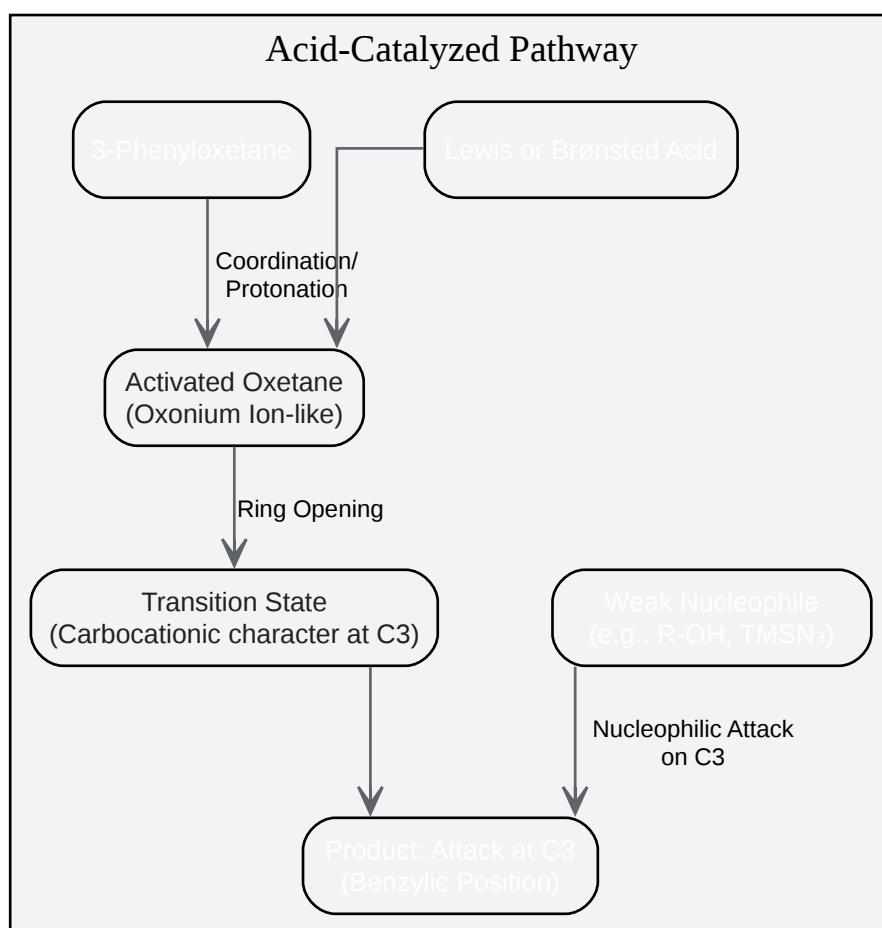 Acid-Catalyzed Pathway
3-Phenyloxetane
Lewis or Brønsted Acid
Coordination/
Protonation
Activated Oxetane
(Oxonium Ion-like)
Ring Opening
Transition State
(Carbocationic character at C3)
Weak Nucleophile
(e.g., R-OH, TMSN₃)
Nucleophilic Attack
on C3
Product: Attack at C3
(Benzylic Position)